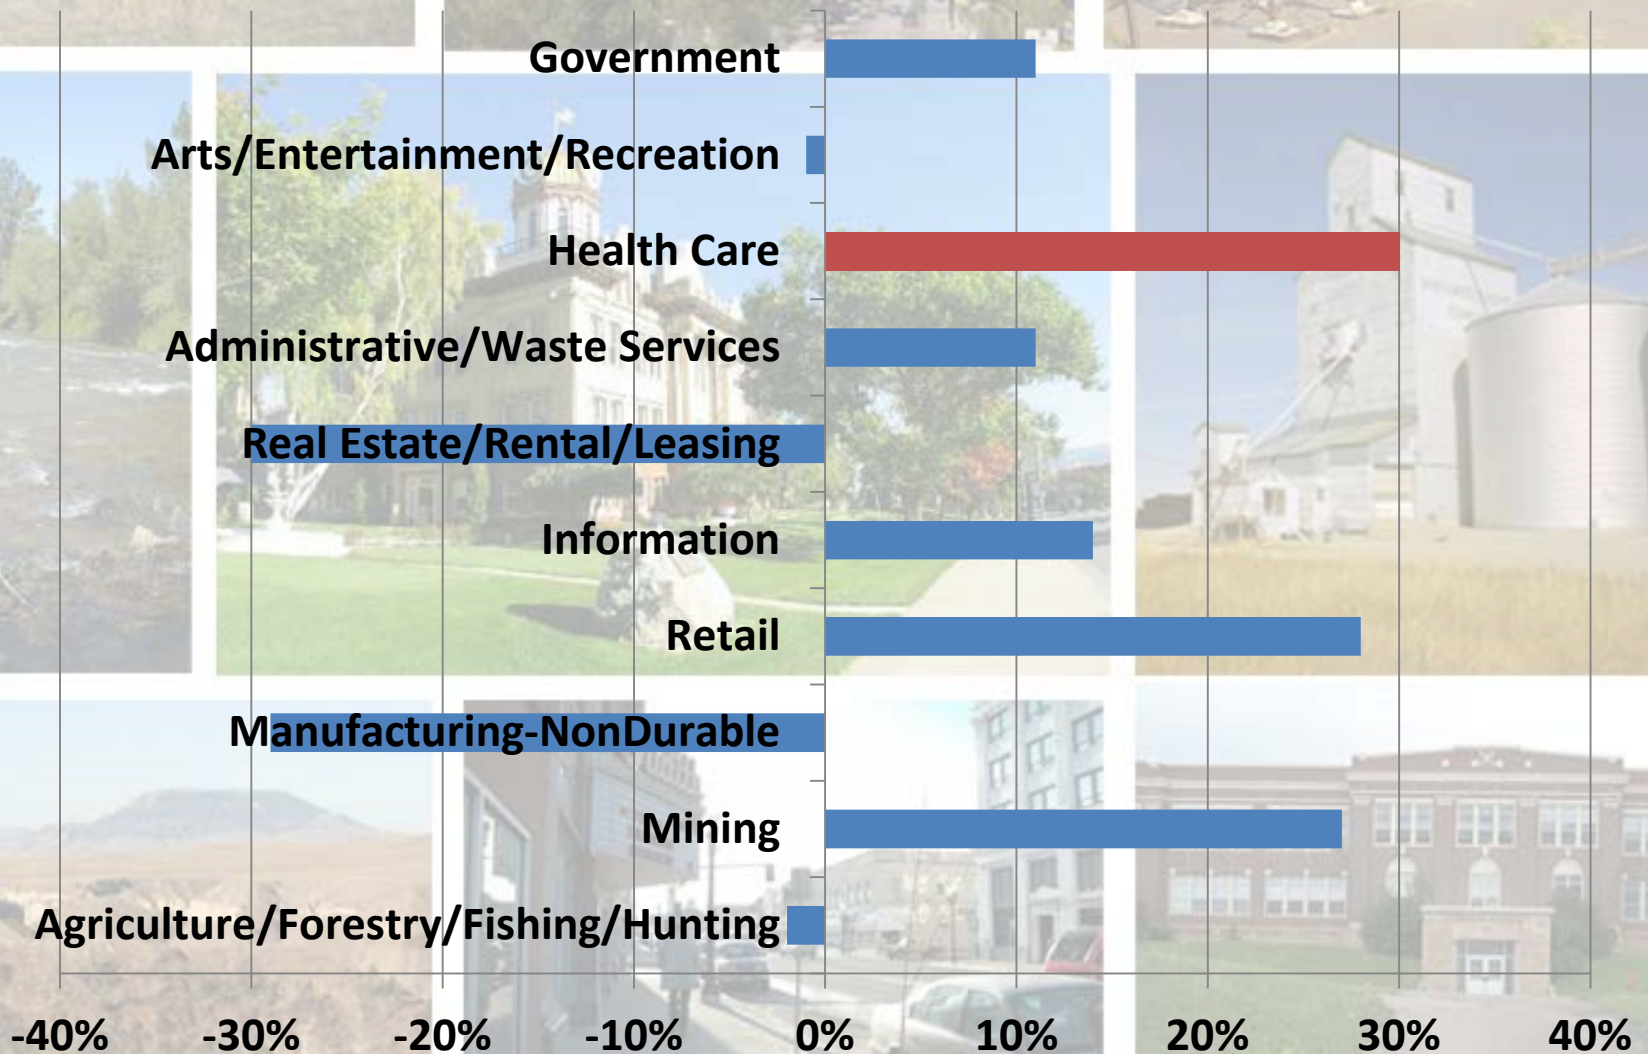 Government
Arts/Entertainment/Recreation
Health Care
Administrative/Waste Services
Real Estate/Rental/Leasing
Information
Retail
Manufacturing-NonDurable
Mining
Agriculture/Forestry/Fishing/Hunting
-40% -30% -20% -10% 0% 10% 20% 30% 40%